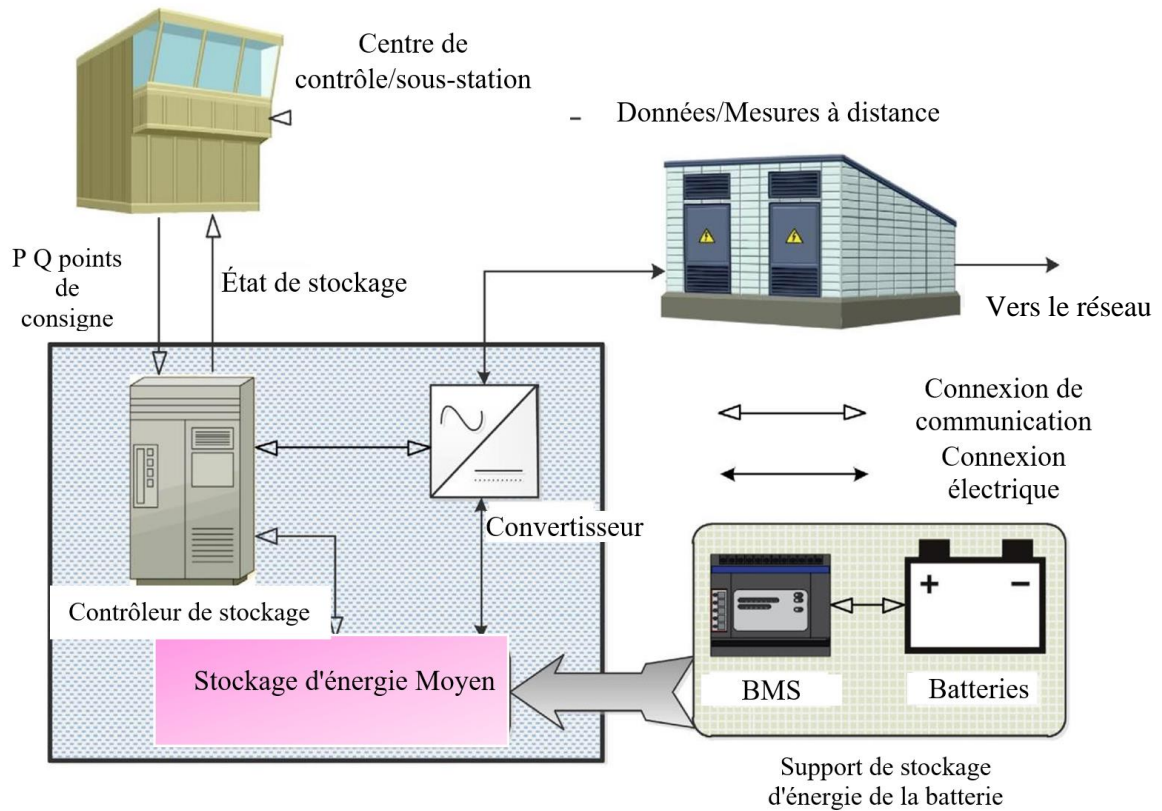 Centre de
contrôle/sous-station
Données/Mesures à distance
P Q points
de
consigne
État de stockage
Vers le réseau
Connexion de
communication
Connexion
électrique
Convertisseur
Contrôleur de stockage
Stockage d'énergie Moyen
+ −
BMS
Batteries
Support de stockage
d'énergie de la batterie